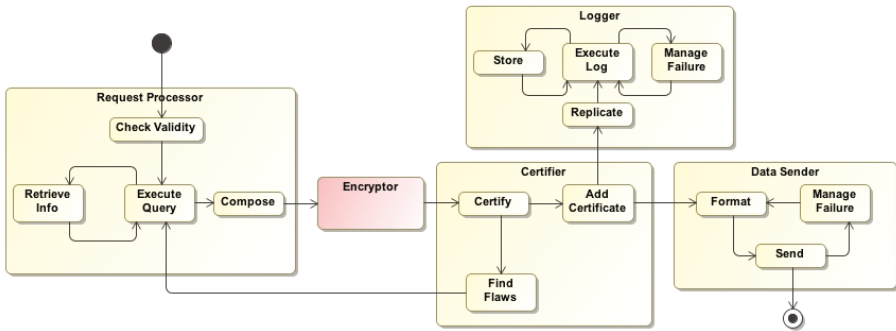 Logger
Store
Execute
Log
Manage
Failure
Replicate
Request Processor
Check Validity
Retrieve
Info
Execute
Query
Compose
Encryptor
Certifier
Certify
Add
Certificate
Find
Flaws
Data Sender
Format
Manage
Failure
Send